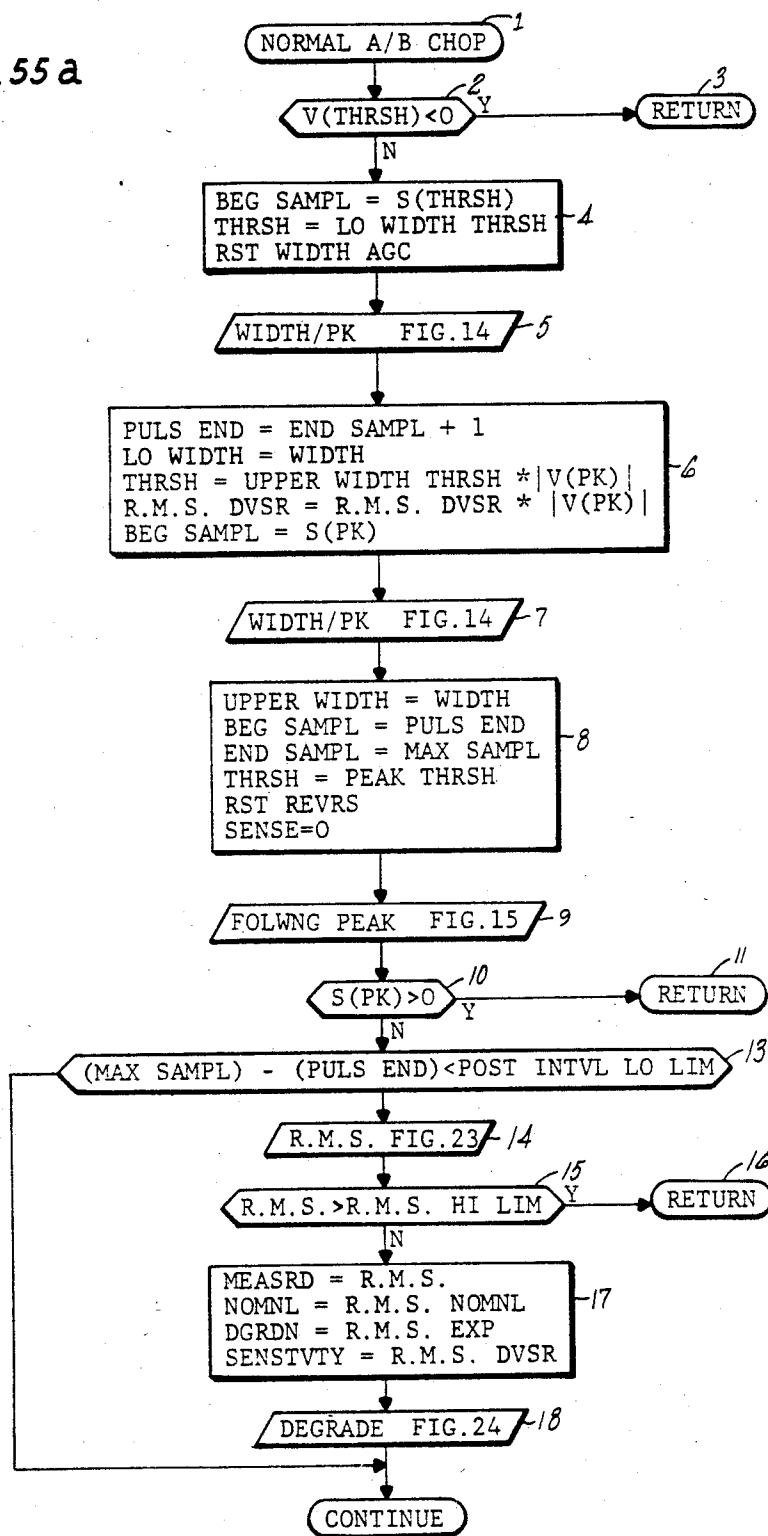 55a
NORMAL A/B CHOP
1
V(THRSH)<0
2
Y
RETURN
3
N
BEG SAMPL = S(THRSH)
THRSH = LO WIDTH THRSH
RST WIDTH AGC
4
WIDTH/PK FIG.14
5
PULS END = END SAMPL + 1
LO WIDTH = WIDTH
THRSH = UPPER WIDTH THRSH *|V(PK)|
R.M.S. DVSR = R.M.S. DVSR * |V(PK)|
BEG SAMPL = S(PK)
6
WIDTH/PK FIG.14
7
UPPER WIDTH = WIDTH
BEG SAMPL = PULS END
END SAMPL = MAX SAMPL
THRSH = PEAK THRSH
RST REVRS
SENSE=0
8
FOLWNG PEAK FIG.15
9
S(PK)>0
10
Y
RETURN
11
N
(MAX SAMPL) - (PULS END)<POST INTVL LO LIM
13
R.M.S. FIG.23
14
R.M.S.>R.M.S. HI LIM
15
Y
RETURN
16
N
MEASRD = R.M.S.
NOMNL = R.M.S. NOMNL
DGRDN = R.M.S. EXP
SENSTVTY = R.M.S. DVSR
17
DEGRADE FIG.24
18
CONTINUE